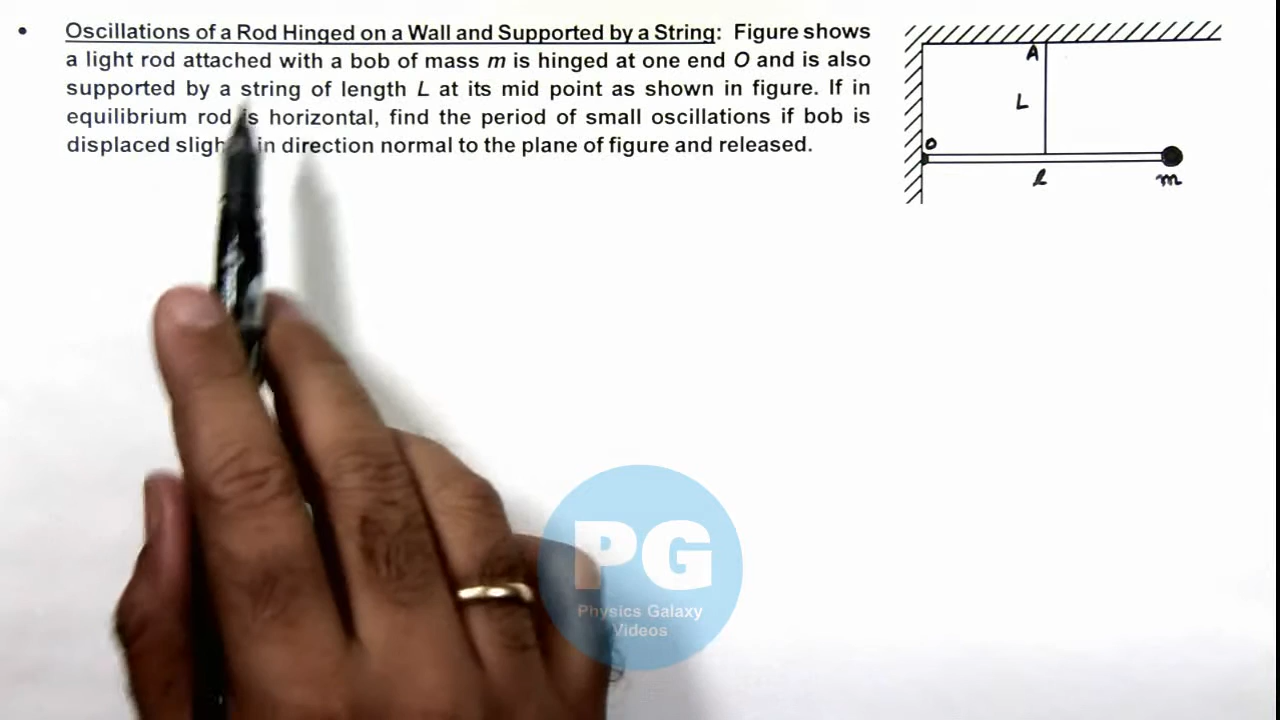 • Oscillations of a Rod Hinged on a Wall and Supported by a String: Figure shows
a light rod attached with a bob of mass m is hinged at one end O and is also
supported by a string of length L at its mid point as shown in figure. If in
equilibrium rod is horizontal, find the period of small oscillations if bob is
displaced in direction normal to the plane of figure and released.
A
L
O
ℓ
m
PG
Physics Galaxy
Videos